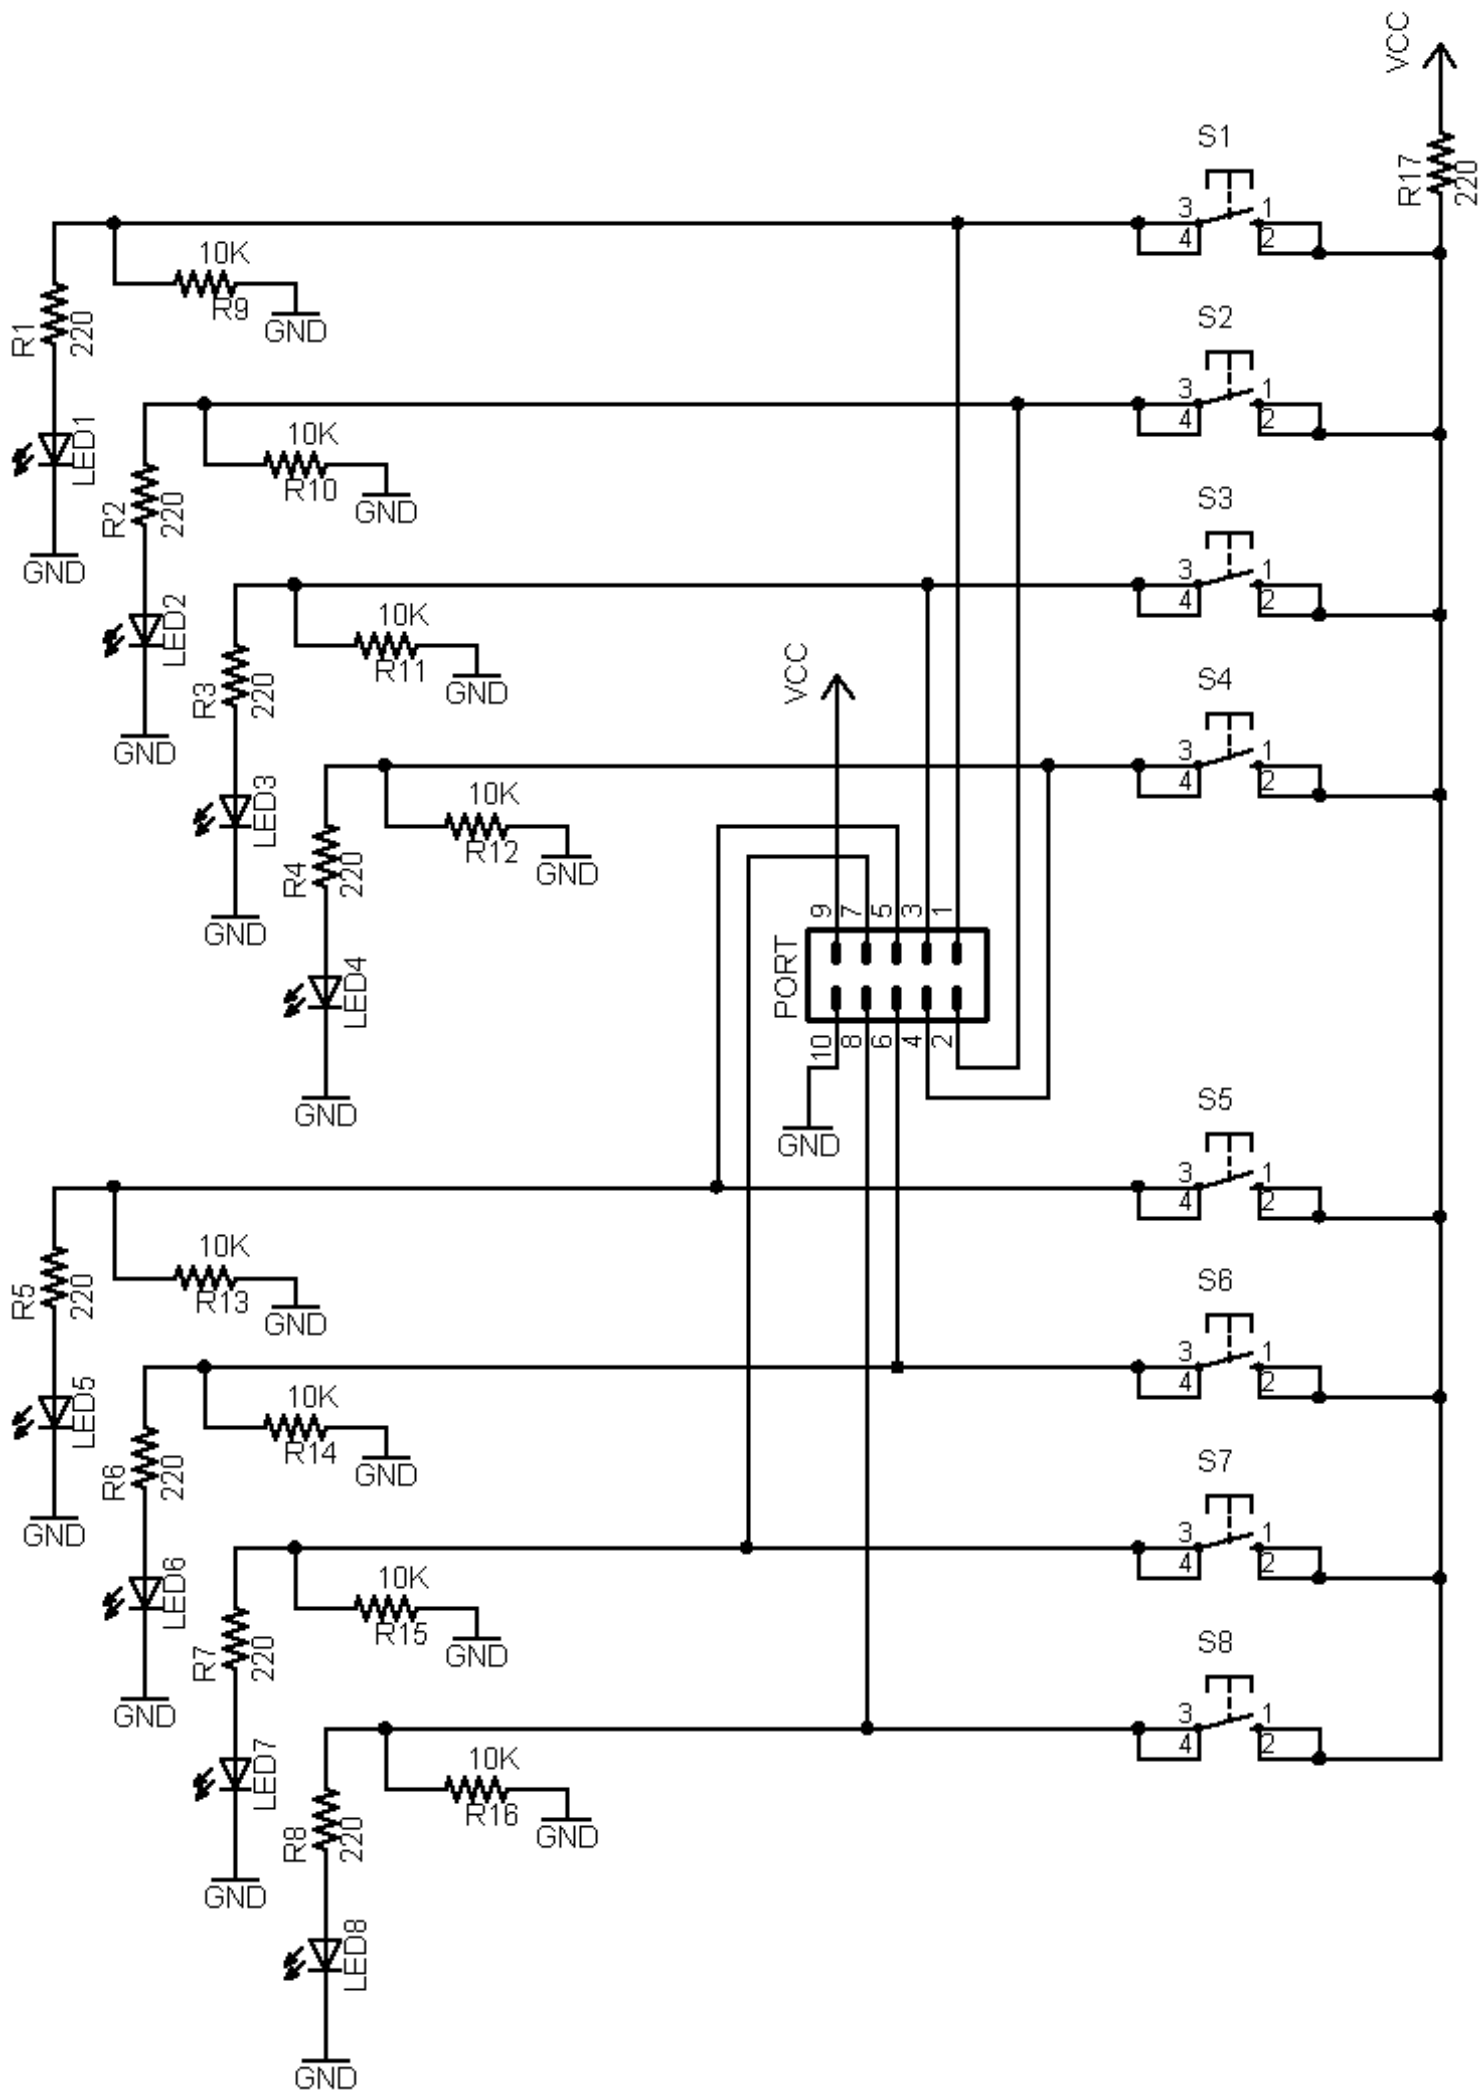 VCC
S1
R17
220
3
1
4
2
10K
R9
GND
R1
220
LED1
GND
S2
3
1
4
2
10K
R10
GND
R2
220
LED2
GND
S3
3
1
4
2
10K
R11
GND
R3
220
LED3
GND
VCC
S4
3
1
4
2
10K
R12
GND
R4
220
LED4
GND
PORT
9
7
5
3
1
10
8
6
4
2
GND
S5
3
1
4
2
10K
R13
GND
R5
220
LED5
GND
S6
3
1
4
2
10K
R14
GND
R6
220
LED6
GND
S7
3
1
4
2
10K
R15
GND
R7
220
LED7
GND
S8
3
1
4
2
10K
R16
GND
R8
220
LED8
GND